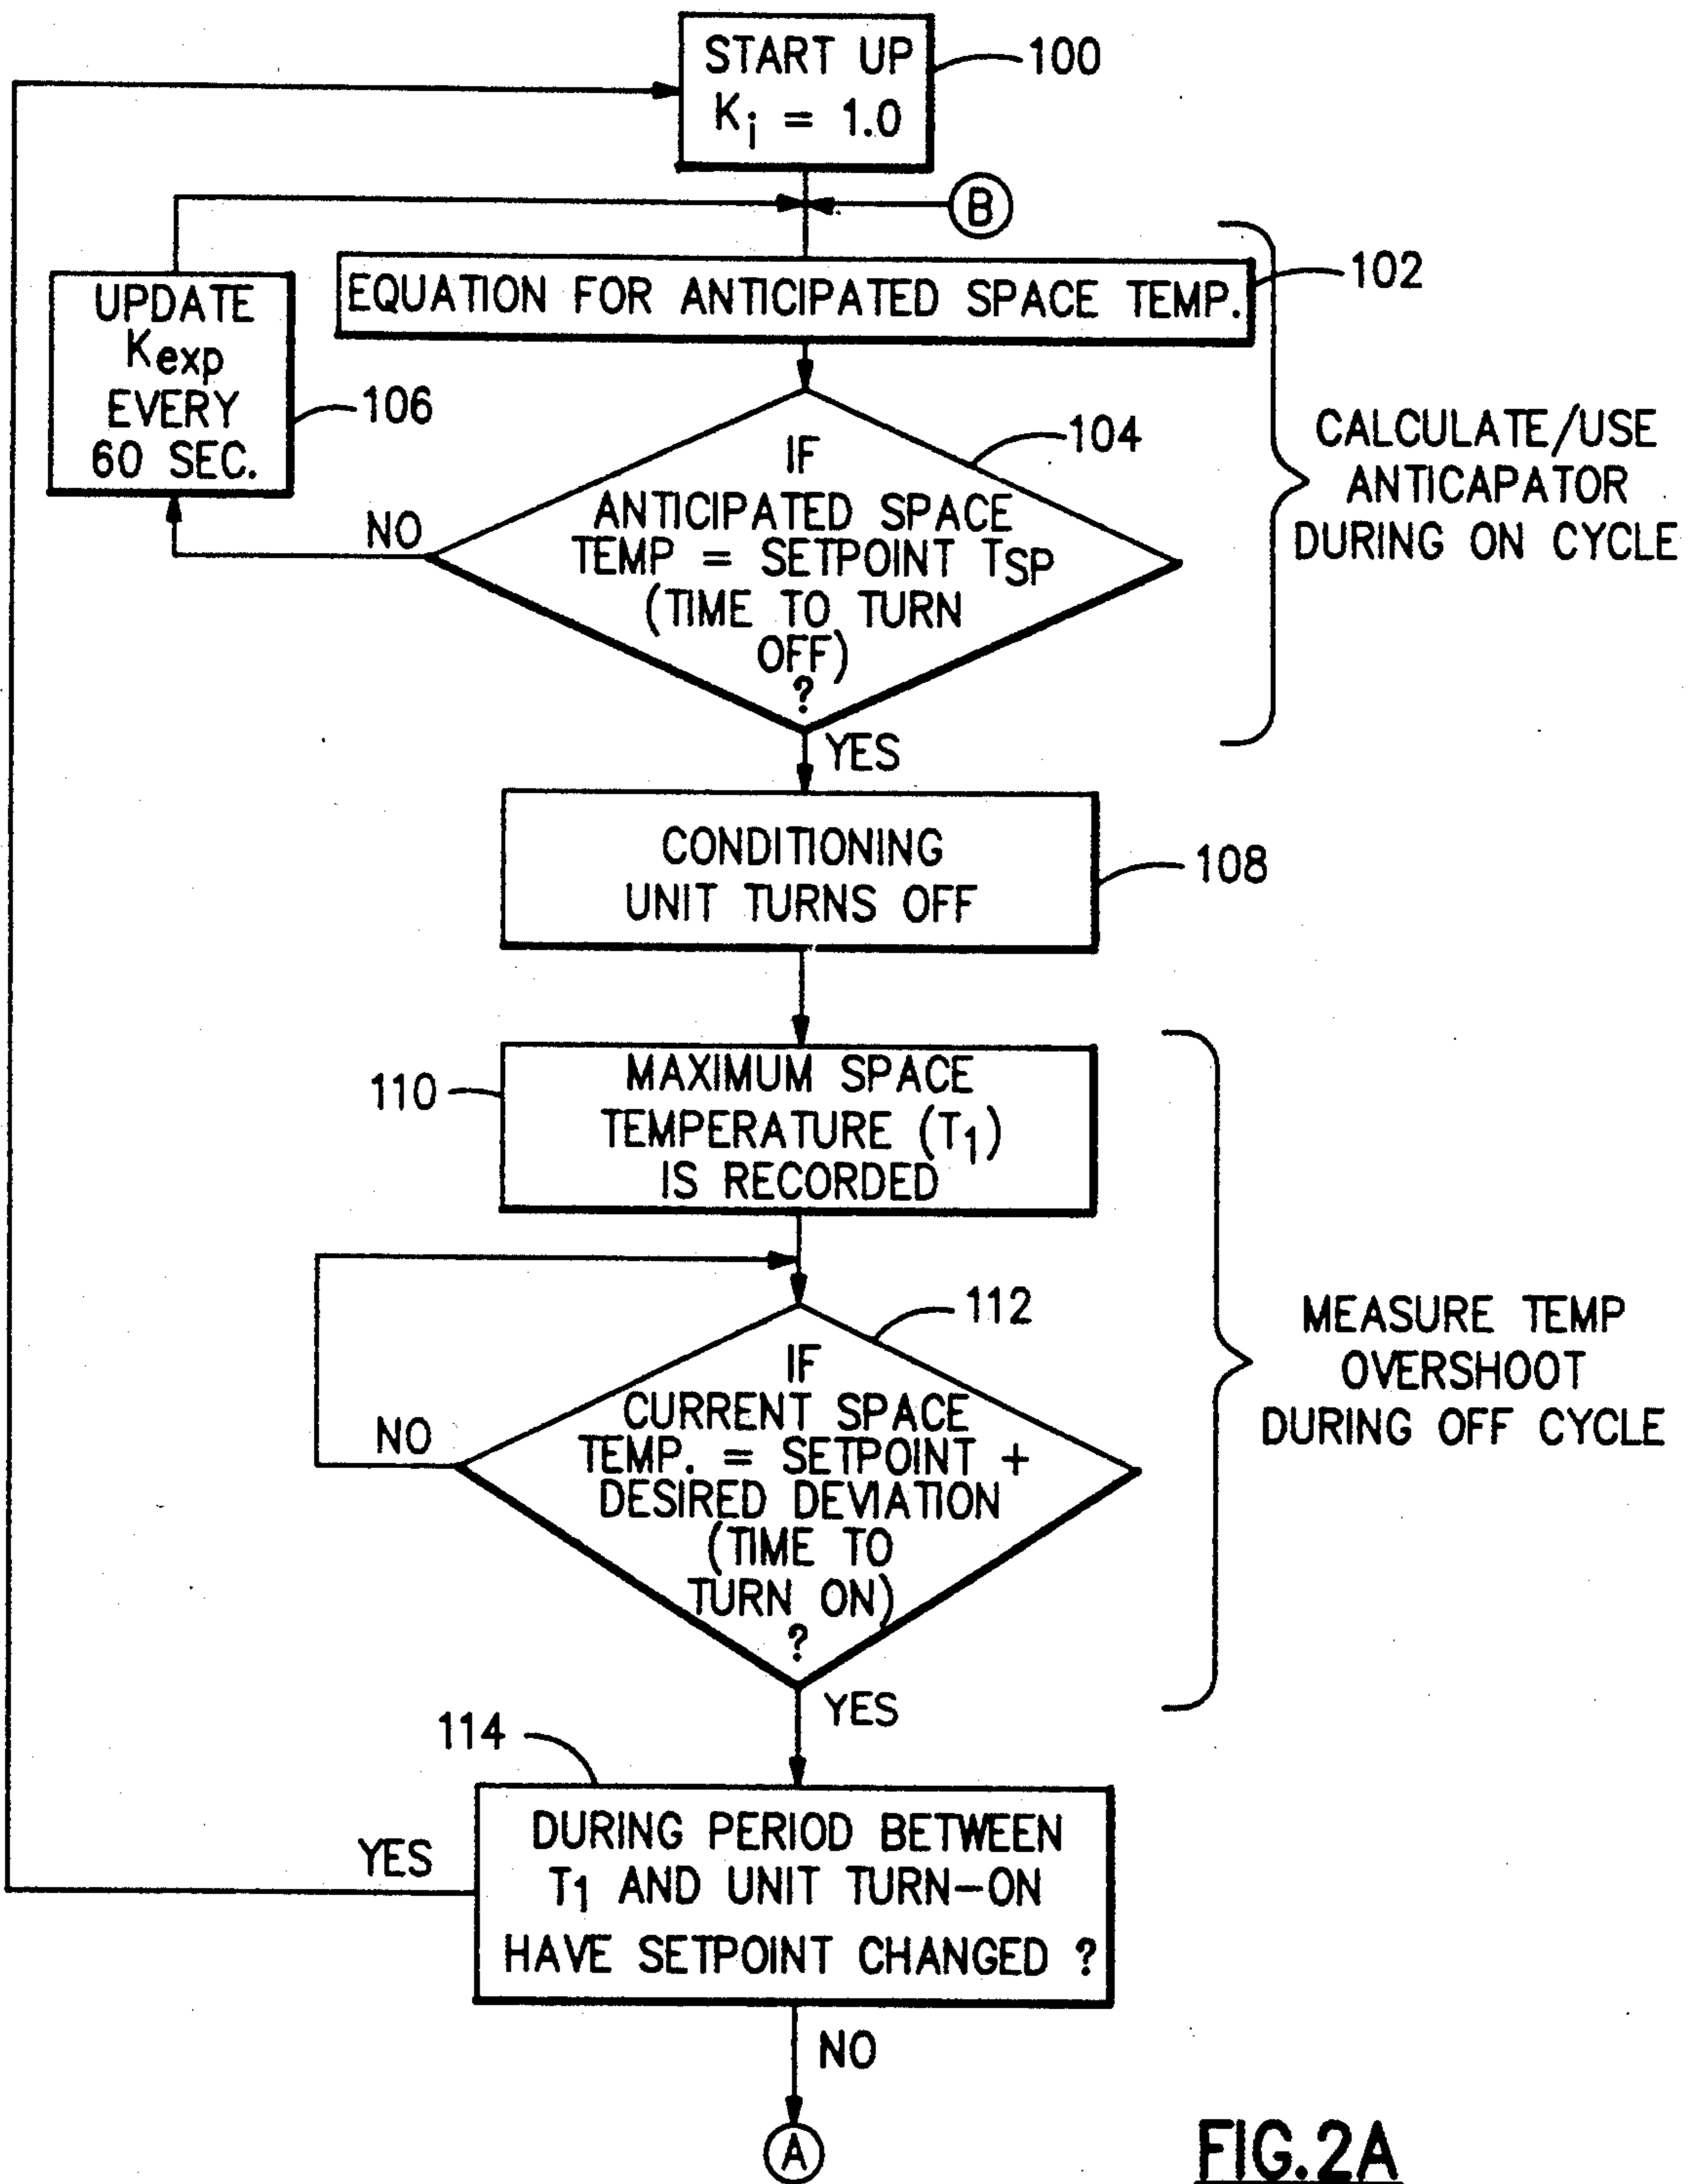 START UP
Ki = 1.0
100
B
EQUATION FOR ANTICIPATED SPACE TEMP.
102
UPDATE
Kexp
EVERY
60 SEC.
106
104
IF
ANTICIPATED SPACE
TEMP = SETPOINT TSP
(TIME TO TURN
OFF)
?
NO
YES
CALCULATE/USE
ANTICAPATOR
DURING ON CYCLE
CONDITIONING
UNIT TURNS OFF
108
110
MAXIMUM SPACE
TEMPERATURE (T1)
IS RECORDED
112
IF
CURRENT SPACE
TEMP. = SETPOINT +
DESIRED DEVIATION
(TIME TO
TURN ON)
?
NO
YES
MEASURE TEMP
OVERSHOOT
DURING OFF CYCLE
114
DURING PERIOD BETWEEN
T1 AND UNIT TURN-ON
HAVE SETPOINT CHANGED ?
YES
NO
A
FIG.2A